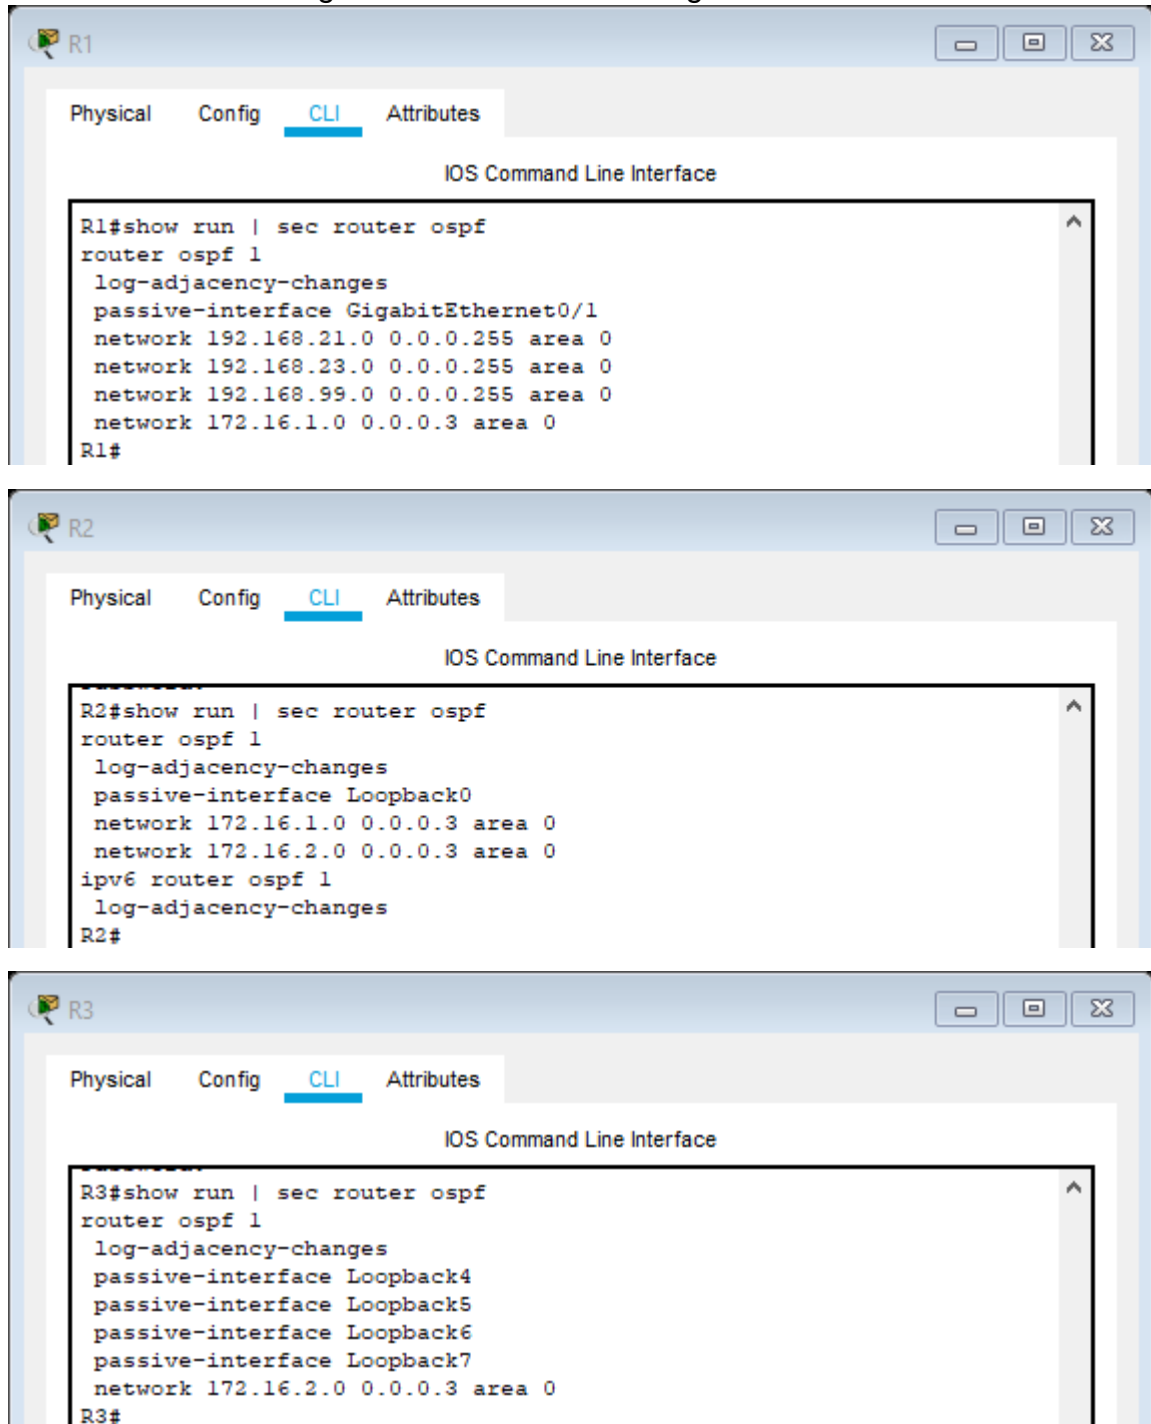 R1
Physical Config CLI Attributes
IOS Command Line Interface
R1#show run | sec router ospf
router ospf 1
log-adjacency-changes
passive-interface GigabitEthernet0/1
network 192.168.21.0 0.0.0.255 area 0
network 192.168.23.0 0.0.0.255 area 0
network 192.168.99.0 0.0.0.255 area 0
network 172.16.1.0 0.0.0.3 area 0
R1#
R2
Physical Config CLI Attributes
IOS Command Line Interface
R2#show run | sec router ospf
router ospf 1
log-adjacency-changes
passive-interface Loopback0
network 172.16.1.0 0.0.0.3 area 0
network 172.16.2.0 0.0.0.3 area 0
ipv6 router ospf 1
log-adjacency-changes
R2#
R3
Physical Config CLI Attributes
IOS Command Line Interface
R3#show run | sec router ospf
router ospf 1
log-adjacency-changes
passive-interface Loopback4
passive-interface Loopback5
passive-interface Loopback6
passive-interface Loopback7
network 172.16.2.0 0.0.0.3 area 0
R3#